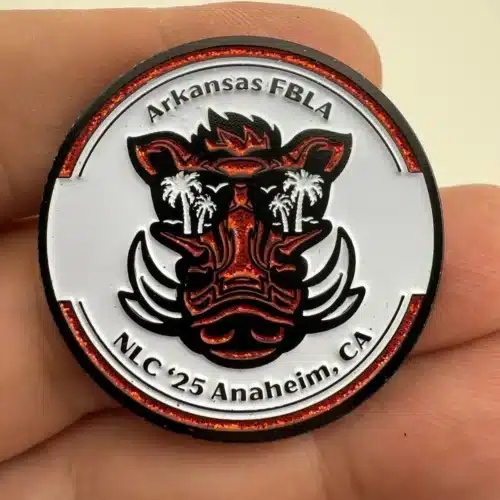 Arkansas FBLA
NLC ‘25 Anaheim, CA